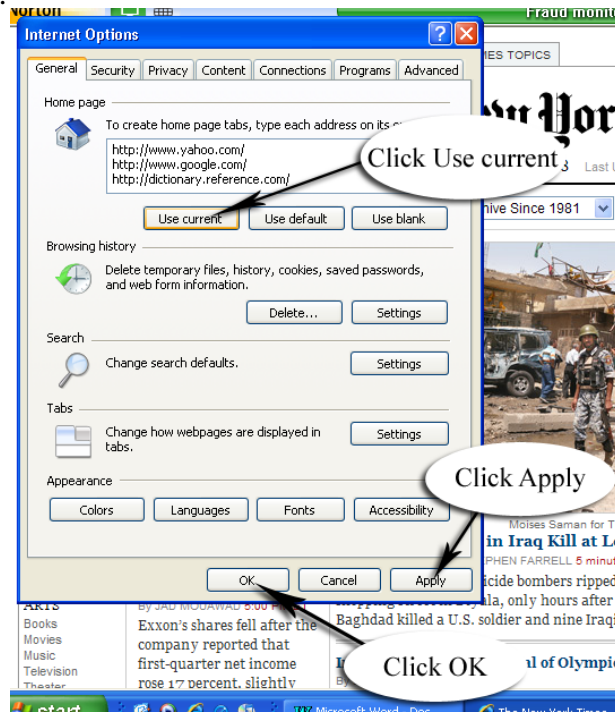 Norton
Fraud monit
Internet Options
General Security Privacy Content Connections Programs Advanced
MES TOPICS
Home page
To create home page tabs, type each address on its o
http://www.yahoo.com/
http://www.google.com/
http://dictionary.reference.com/
Click Use current
Last U
Use current Use default Use blank
hive Since 1981
Browsing history
Delete temporary files, history, cookies, saved passwords,
and web form information.
Delete... Settings
Search
Change search defaults.
Settings
Tabs
Change how webpages are displayed in
tabs.
Settings
Appearance
Click Apply
Colors Languages Fonts Accessibility
Moises Saman for T
in Iraq Kill at L
PHEN FARRELL 5 minu
OK Cancel Apply
icide bombers ripped
ARTS
By JAD MOUAWAD 5:00
ala, only hours after
Books
Exxon's shares fell after the
Baghdad killed a U.S. soldier and nine Iraqi
Movies
company reported that
Music
first-quarter net income
Click OK
al of Olympic
Television
rose 17 percent, slightly
Theater
start
Microsoft Word - Doc
The New York Times